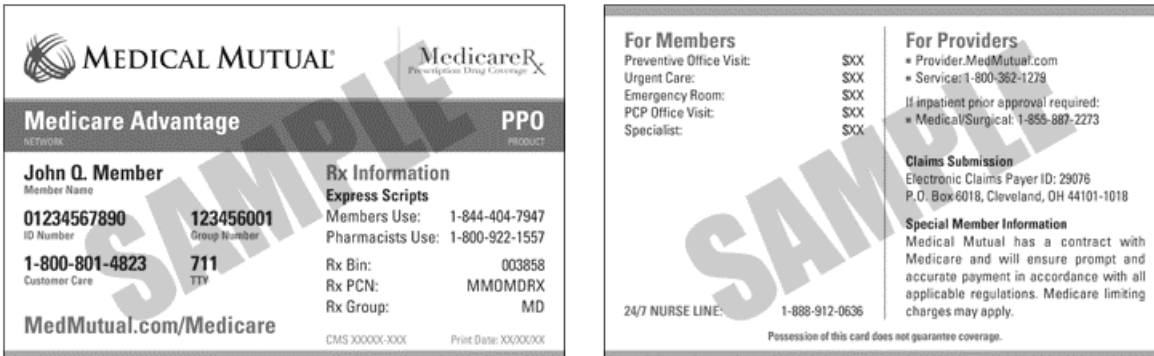 MEDICAL MUTUAL®
MedicareRx
Prescription Drug Coverage
Medicare Advantage
NETWORK
PPO
PRODUCT
John Q. Member
Member Name
01234567890
ID Number
123456001
Group Number
1-800-801-4823
Customer Care
711
TTY
MedMutual.com/Medicare
Rx Information
Express Scripts
Members Use: 1-844-404-7947
Pharmacists Use: 1-800-922-1557
Rx Bin: 003858
Rx PCN: MMOMDRX
Rx Group: MD
CMS XXXXX-XXX Print Date: XX/XX/XX
SAMPLE
For Members
Preventive Office Visit: $XX
Urgent Care: $XX
Emergency Room: $XX
PCP Office Visit: $XX
Specialist: $XX
24/7 NURSE LINE: 1-888-912-0636
For Providers
▪ Provider.MedMutual.com
▪ Service: 1-800-362-1279
If inpatient prior approval required:
▪ Medical/Surgical: 1-855-887-2273
Claims Submission
Electronic Claims Payer ID: 29076
P.O. Box 6018, Cleveland, OH 44101-1018
Special Member Information
Medical Mutual has a contract with
Medicare and will ensure prompt and
accurate payment in accordance with all
applicable regulations. Medicare limiting
charges may apply.
Possession of this card does not guarantee coverage.
SAMPLE